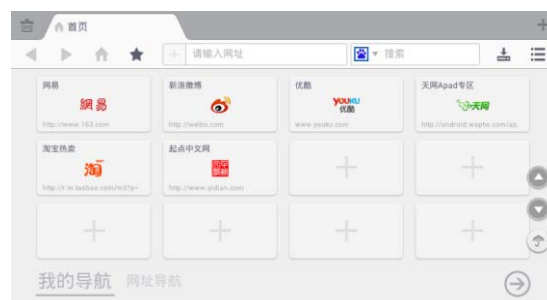 首页
请输入网址
搜索
网易
新浪微博
优酷
天网Apad专区
網易
YOUKU
优酷
天网
http://www.163.com
http://weibo.com
www.youku.com
http://android.waptw.com/ap.
淘宝热卖
起点中文网
淘
http://r.m.taobao.com/m3?p=.
http://www.qidian.com
我的导航
网址导航